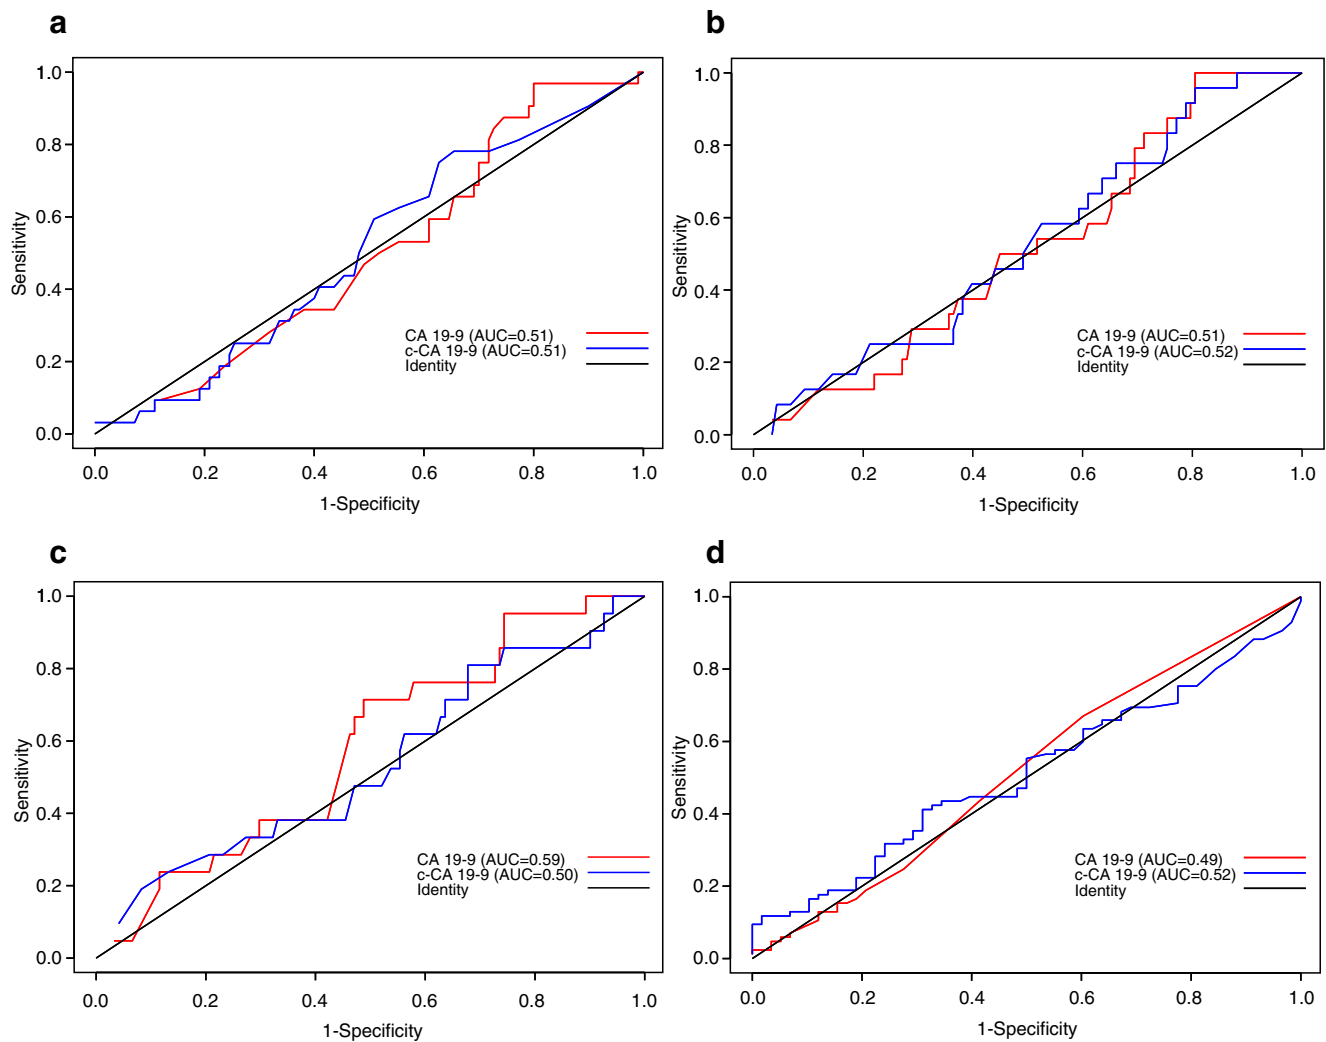 a
1.0
0.8
0.6
0.4
0.2
0.0
Sensitivity
CA 19-9 (AUC=0.51)
c-CA 19-9 (AUC=0.51)
Identity
0.0 0.2 0.4 0.6 0.8 1.0
1-Specificity
b
1.0
0.8
0.6
0.4
0.2
0.0
Sensitivity
CA 19-9 (AUC=0.51)
c-CA 19-9 (AUC=0.52)
Identity
0.0 0.2 0.4 0.6 0.8 1.0
1-Specificity
c
1.0
0.8
0.6
0.4
0.2
0.0
Sensitivity
CA 19-9 (AUC=0.59)
c-CA 19-9 (AUC=0.50)
Identity
0.0 0.2 0.4 0.6 0.8 1.0
1-Specificity
d
1.0
0.8
0.6
0.4
0.2
0.0
Sensitivity
CA 19-9 (AUC=0.49)
c-CA 19-9 (AUC=0.52)
Identity
0.0 0.2 0.4 0.6 0.8 1.0
1-Specificity